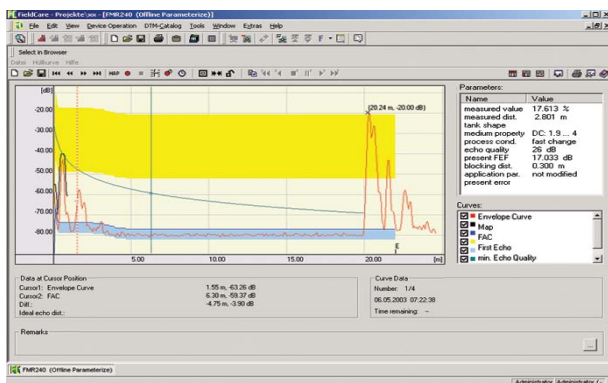 FieldCare - Projekte\xx - [FMR240 (Offline Parameterize)]
File Edit View Device Operation DTM-Catalog Tools Window Extras Help
Select in Browser
Datei Hüllkurve Hilfe
MAP
[dB]
-20.00
-30.00
-40.00
-50.00
-60.00
-70.00
-80.00
(20.24 m, -20.00 dB)
E
5.00 10.00 15.00 20.00 [m]
Parameters:
Name Value
measured value 17.613 %
measured dist. 2.801 m
tank shape
medium property DC: 1.9 ... 4
process cond. fast change
echo quality 26 dB
present FEF 17.033 dB
blocking dist. 0.300 m
application par. not modified
present error
Curves:
Envelope Curve
Map
FAC
First Echo
min. Echo Quality
Data at Cursor Position
Cursor1: Envelope Curve 1.55 m, -63.26 dB
Cursor2: FAC 6.30 m, -59.37 dB
Diff.: -4.75 m, -3.90 dB
Ideal echo dist.:
Curve Data
Number: 1/4
06.05.2003 07:22:38
Time remaining: --
Remarks
...
FMR240 (Offline Parameterize)
Administrator